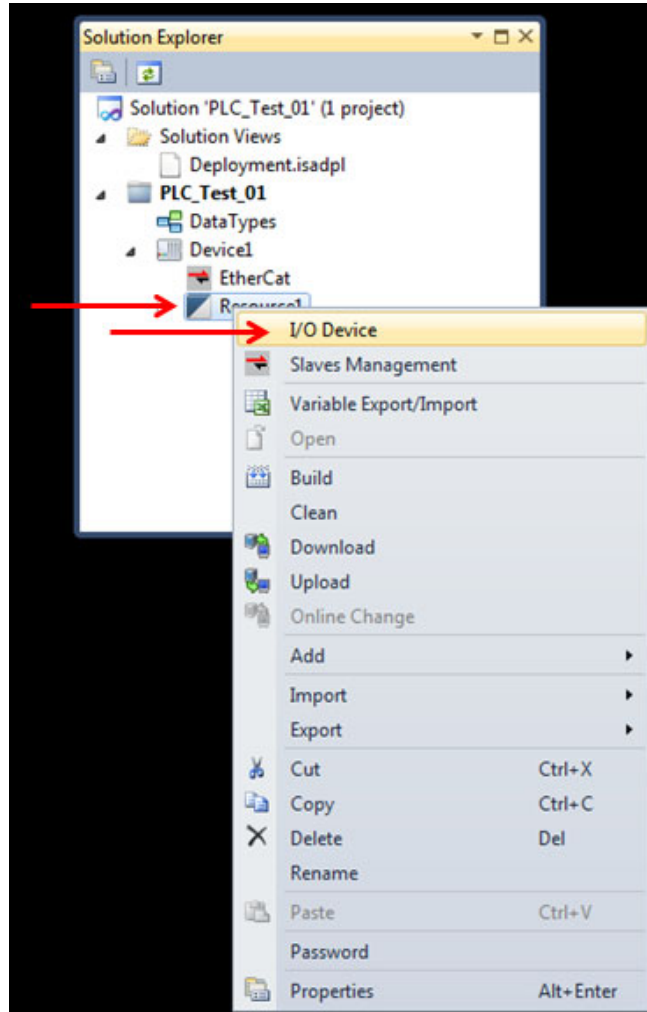 Solution Explorer
Solution 'PLC_Test_01' (1 project)
Solution Views
Deployment.isadpl
PLC_Test_01
DataTypes
Device1
EtherCat
Resource1
I/O Device
Slaves Management
Variable Export/Import
Open
Build
Clean
Download
Upload
Online Change
Add
Import
Export
Cut Ctrl+X
Copy Ctrl+C
Delete Del
Rename
Paste Ctrl+V
Password
Properties Alt+Enter